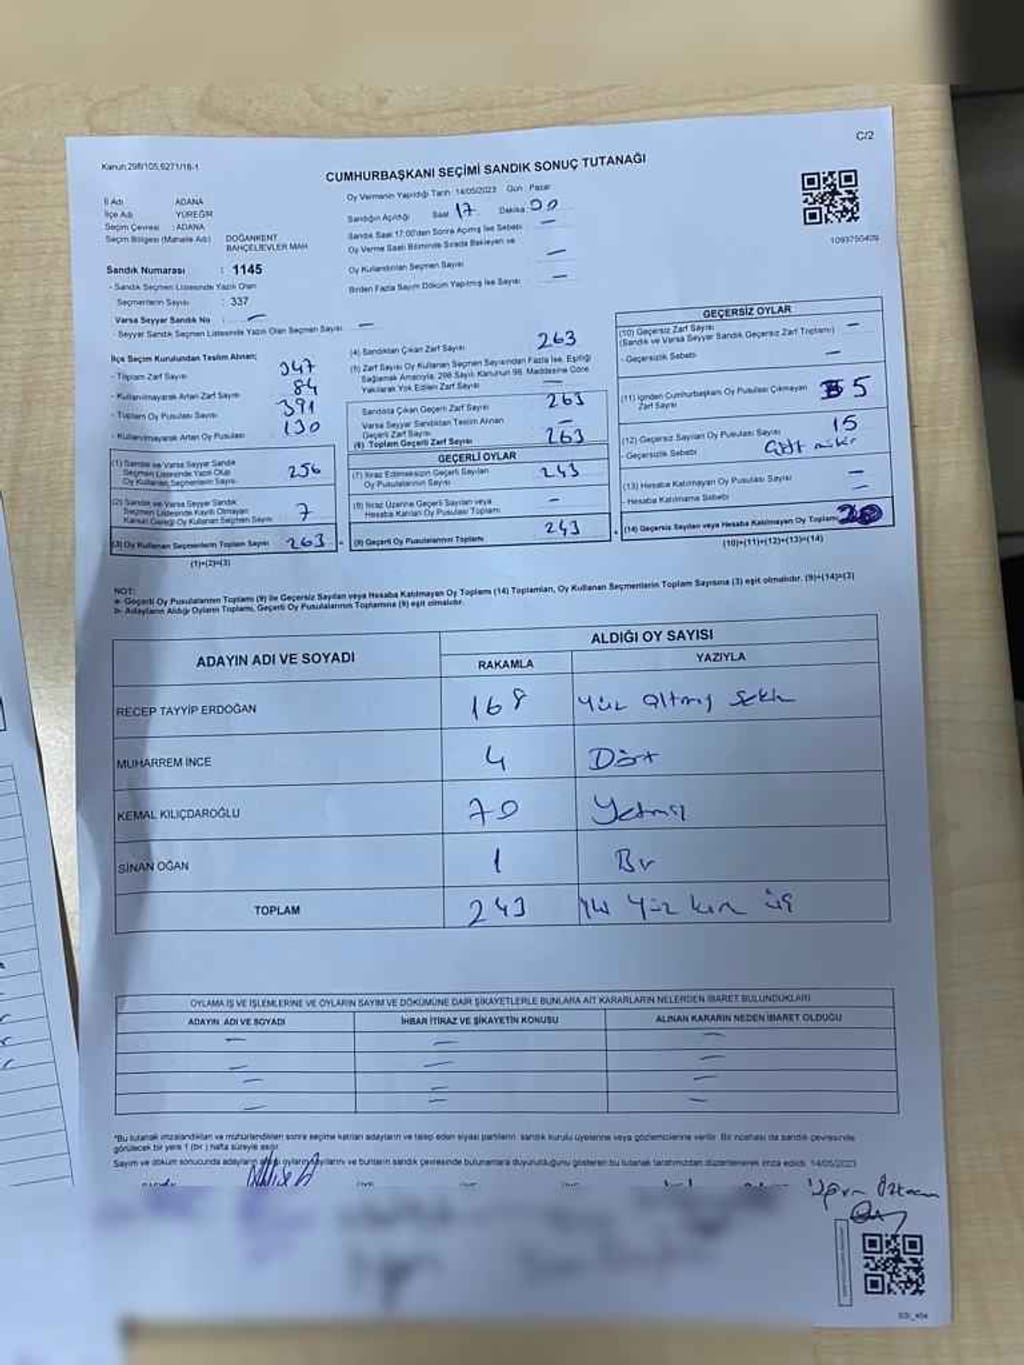 C/2
Kanun:298/105,6271/18-1
CUMHURBAŞKANI SEÇİMİ SANDIK SONUÇ TUTANAĞI
İl Adı ADANA
İlçe Adı YÜREĞİR
Seçim Çevresi : ADANA
Seçim Bölgesi (Mahalle Adı) DOĞANKENT
BAHÇELİEVLER MAH
Oy Vermenin Yapıldığı Tarih: 14/05/2023 Gün Pazar
Sandığın Açıldığı Saat 17 Dakika: 00
Sandık Saat 17:00'den Sonra Açılmış İse Sebebi —
Oy Verme Saati Bitiminde Sırada Bekleyen ve
Oy Kullandırılan Seçmen Sayısı —
Birden Fazla Sayım Döküm Yapılmış İse Sayısı —
Sandık Numarası : 1145
- Sandık Seçmen Listesinde Yazılı Olan
Seçmenlerin Sayısı : 337
Varsa Seyyar Sandık No : —
- Seyyar Sandık Seçmen Listesinde Yazılı Olan Seçmen Sayısı —
İlçe Seçim Kurulundan Teslim Alınan;
- Toplam Zarf Sayısı 347
- Kullanılmayarak Artan Zarf Sayısı 84
- Toplam Oy Pusulası Sayısı 391
- Kullanılmayarak Artan Oy Pusulası 130
(1) Sandık ve Varsa Seyyar Sandık
Seçmen Listesinde Yazılı Olup
Oy Kullanan Seçmenlerin Sayısı 256
(2) Sandık ve Varsa Seyyar Sandık
Seçmen Listesinde Kayıtlı Olmayan
Kanun Gereği Oy Kullanan Seçmen Sayısı 7
(3) Oy Kullanan Seçmenlerin Toplam Sayısı 263
(1)+(2)=(3)
(4) Sandıktan Çıkan Zarf Sayısı 263
(5) Zarf Sayısı Oy Kullanan Seçmen Sayısından Fazla İse, Eşitliği
Sağlamak Amacıyla, 298 Sayılı Kanunun 98. Maddesine Göre
Yakılarak Yok Edilen Zarf Sayısı —
Sandıkta Çıkan Geçerli Zarf Sayısı 263
Varsa Seyyar Sandıktan Teslim Alınan
Geçerli Zarf Sayısı —
(6) Toplam Geçerli Zarf Sayısı 263
GEÇERLİ OYLAR
(7) İtiraz Edilmeksizin Geçerli Sayılan
Oy Pusulalarının Sayısı 243
(8) İtiraz Üzerine Geçerli Sayılan veya
Hesaba Katılan Oy Pusulası Toplamı —
(9) Geçerli Oy Pusulalarının Toplamı 243
GEÇERSİZ OYLAR
(10) Geçersiz Zarf Sayısı
(Sandık ve Varsa Seyyar Sandık Geçersiz Zarf Toplamı) —
- Geçersizlik Sebebi —
(11) İçinden Cumhurbaşkanı Oy Pusulası Çıkmayan
Zarf Sayısı 5
(12) Geçersiz Sayılan Oy Pusulası Sayısı 15
- Geçersizlik Sebebi
(13) Hesaba Katılmayan Oy Pusulası Sayısı —
- Hesaba Katılmama Sebebi —
(14) Geçersiz Sayılan veya Hesaba Katılmayan Oy Toplamı 20
(10)+(11)+(12)+(13)=(14)
NOT:
a- Geçerli Oy Pusulalarının Toplamı (9) ile Geçersiz Sayılan veya Hesaba Katılmayan Oy Toplamı (14) Toplamları, Oy Kullanan Seçmenlerin Toplam Sayısına (3) eşit olmalıdır. (9)+(14)=(3)
b- Adayların Aldığı Oyların Toplamı, Geçerli Oy Pusulalarının Toplamına (9) eşit olmalıdır.
ADAYIN ADI VE SOYADI ALDIĞI OY SAYISI
RAKAMLA YAZIYLA
RECEP TAYYİP ERDOĞAN 168 Yüz altmış sekiz
MUHARREM İNCE 4 Dört
KEMAL KILIÇDAROĞLU 70 Yetmiş
SİNAN OĞAN 1 Bir
TOPLAM 243 İki yüz kırk üç
OYLAMA İŞ VE İŞLEMLERİNE VE OYLARIN SAYIM VE DÖKÜMÜNE DAİR ŞİKAYETLERLE BUNLARA AİT KARARLARIN NELERDEN İBARET BULUNDUKLARI
ADAYIN ADI VE SOYADI İHBAR İTİRAZ VE ŞİKAYETİN KONUSU ALINAN KARARIN NEDEN İBARET OLDUĞU
— — —
— — —
— — —
— — —
*Bu tutanak imzalandıktan ve mühürlendikten sonra seçime katılan adayların ve talep eden siyasi partilerin sandık kurulu üyelerine veya gözlemcilerine verilir. Bir nüshası da sandık çevresinde
görülecek bir yere 1 (bir) hafta süreyle asılır.
Sayım ve döküm sonucunda adayların aldığı oyların sayılarını ve bunların sandık çevresinde bulunanlara duyurulduğunu gösteren bu tutanak tarafımızdan düzenlenerek imza edildi. 14/05/2023